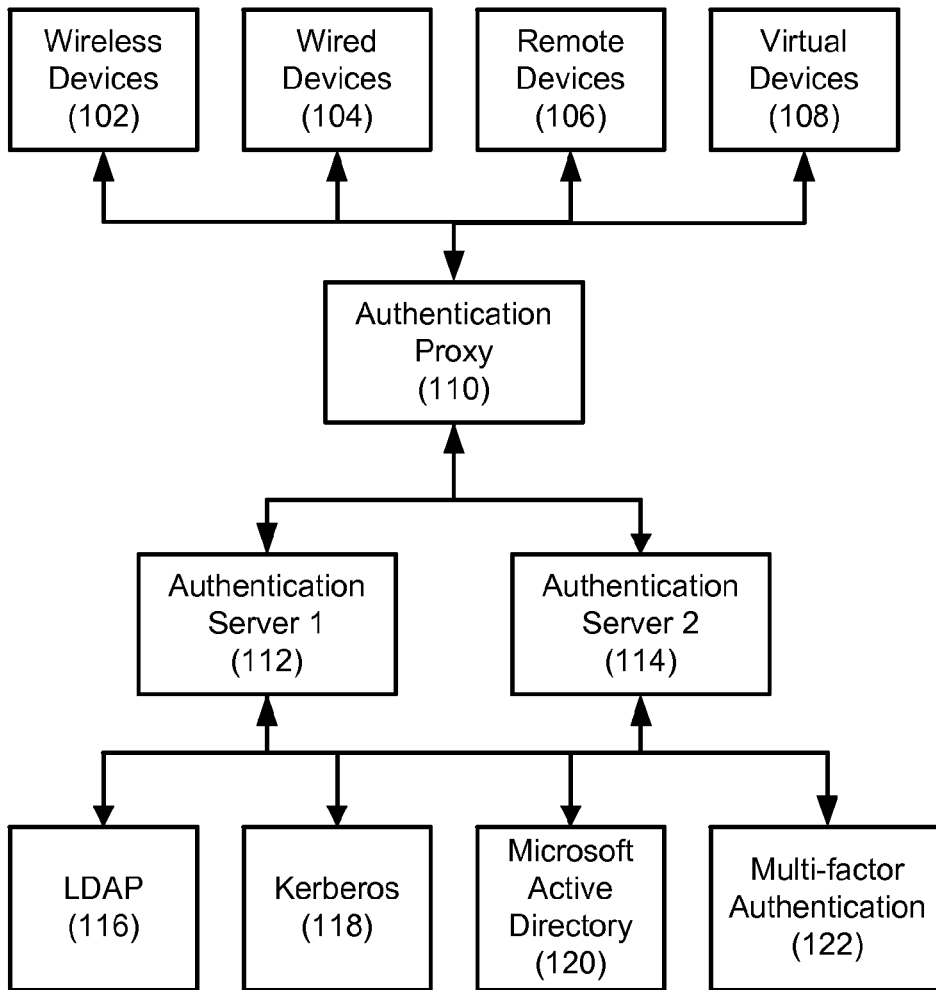 Wireless
Devices
(102)
Wired
Devices
(104)
Remote
Devices
(106)
Virtual
Devices
(108)
Authentication
Proxy
(110)
Authentication
Server 1
(112)
Authentication
Server 2
(114)
LDAP
(116)
Kerberos
(118)
Microsoft
Active
Directory
(120)
Multi-factor
Authentication
(122)